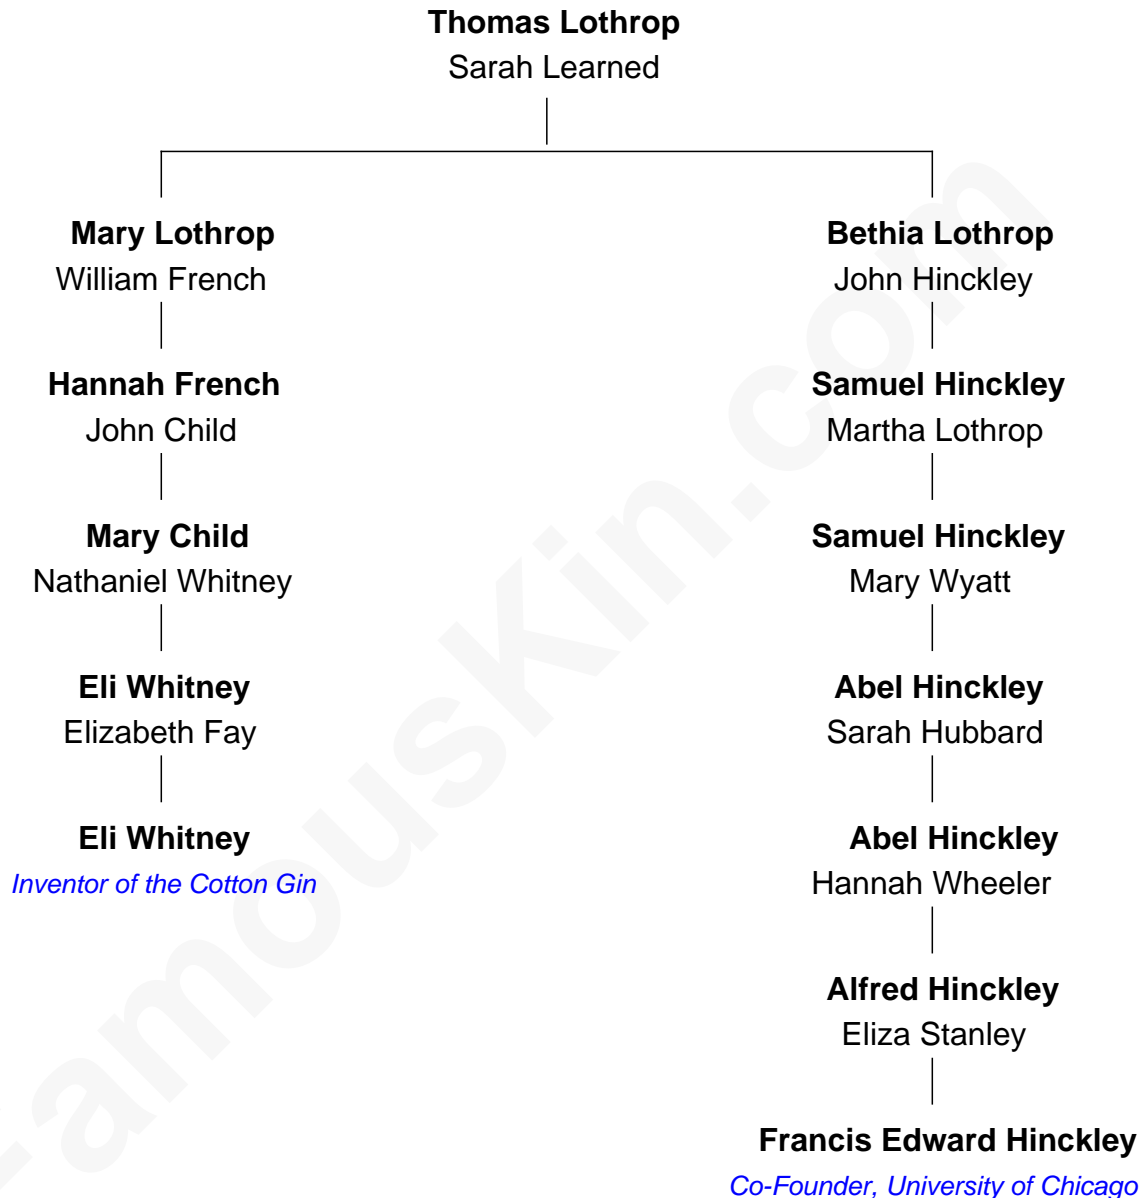 Thomas Lothrop
Sarah Learned
Mary Lothrop
William French
Bethia Lothrop
John Hinckley
Hannah French
John Child
Samuel Hinckley
Martha Lothrop
Mary Child
Nathaniel Whitney
Samuel Hinckley
Mary Wyatt
Eli Whitney
Elizabeth Fay
Abel Hinckley
Sarah Hubbard
Eli Whitney
Inventor of the Cotton Gin
Abel Hinckley
Hannah Wheeler
Alfred Hinckley
Eliza Stanley
Francis Edward Hinckley
Co-Founder, University of Chicago
FamousKin.com